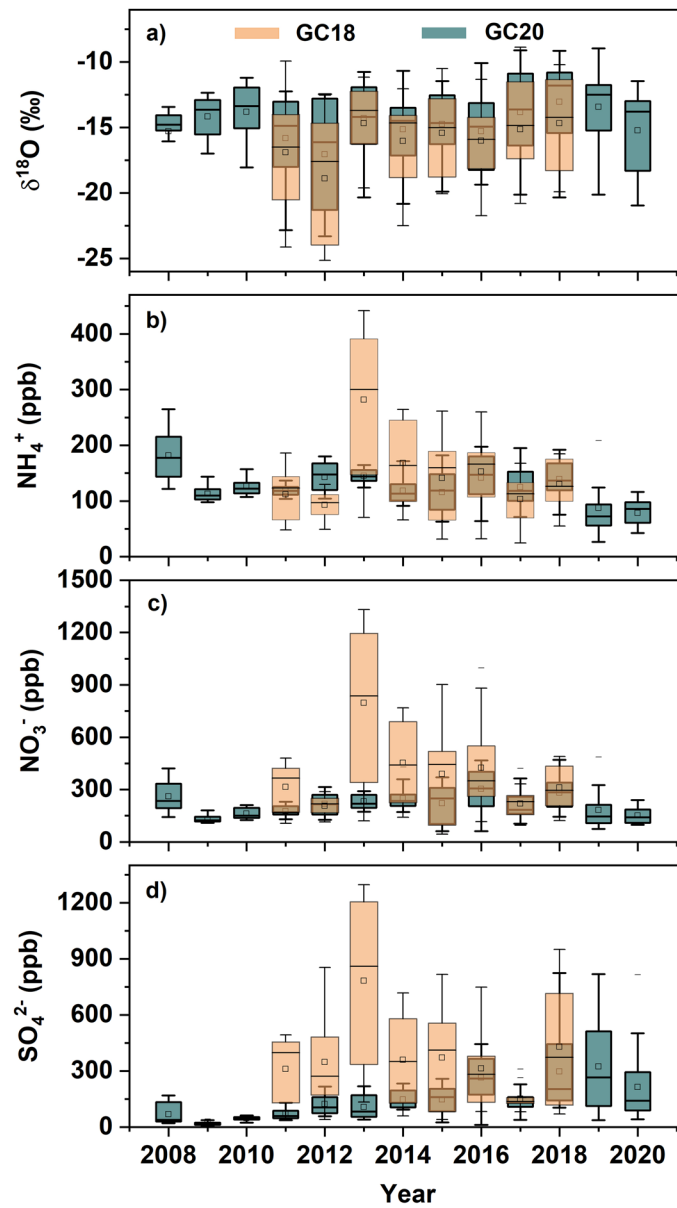 a) GC18 GC20
-10
-15
-20
-25
δ¹⁸O (‰)
b)
400
300
200
100
0
NH₄⁺ (ppb)
c)
1500
1200
900
600
300
0
NO₃⁻ (ppb)
d)
1200
900
600
300
0
SO₄²⁻ (ppb)
2008 2010 2012 2014 2016 2018 2020
Year